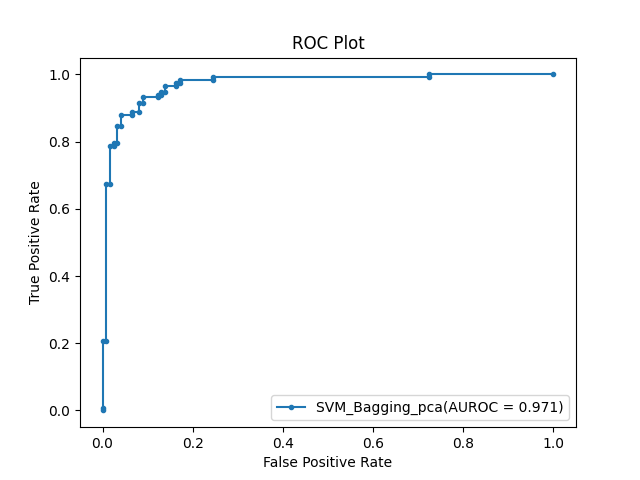 ROC Plot
1.0
0.8
0.6
0.4
0.2
0.0
True Positive Rate
SVM_Bagging_pca(AUROC = 0.971)
0.0 0.2 0.4 0.6 0.8 1.0
False Positive Rate